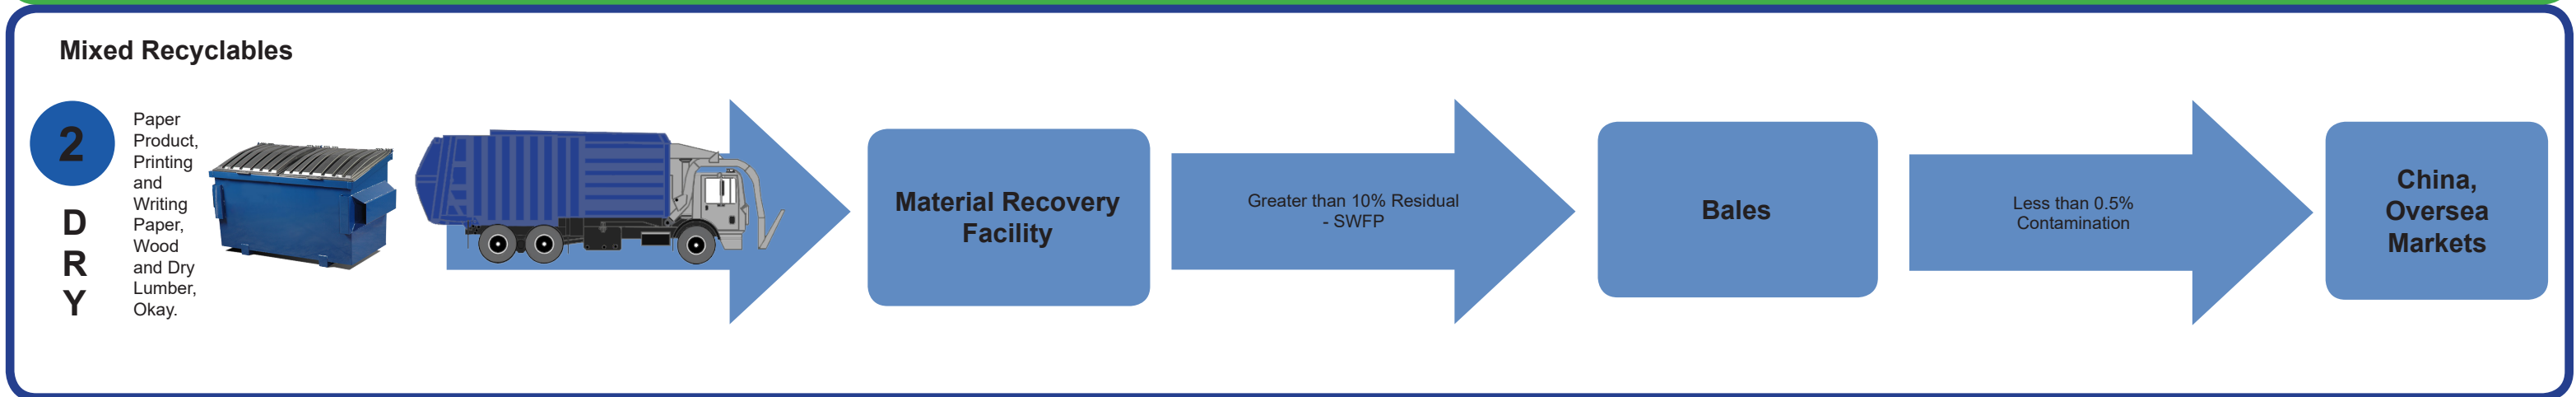 Mixed Recyclables
2
D
R
Y
Paper
Product,
Printing
and
Writing
Paper,
Wood
and Dry
Lumber,
Okay.
Material Recovery
Facility
Greater than 10% Residual
- SWFP
Bales
Less than 0.5%
Contamination
China,
Oversea
Markets